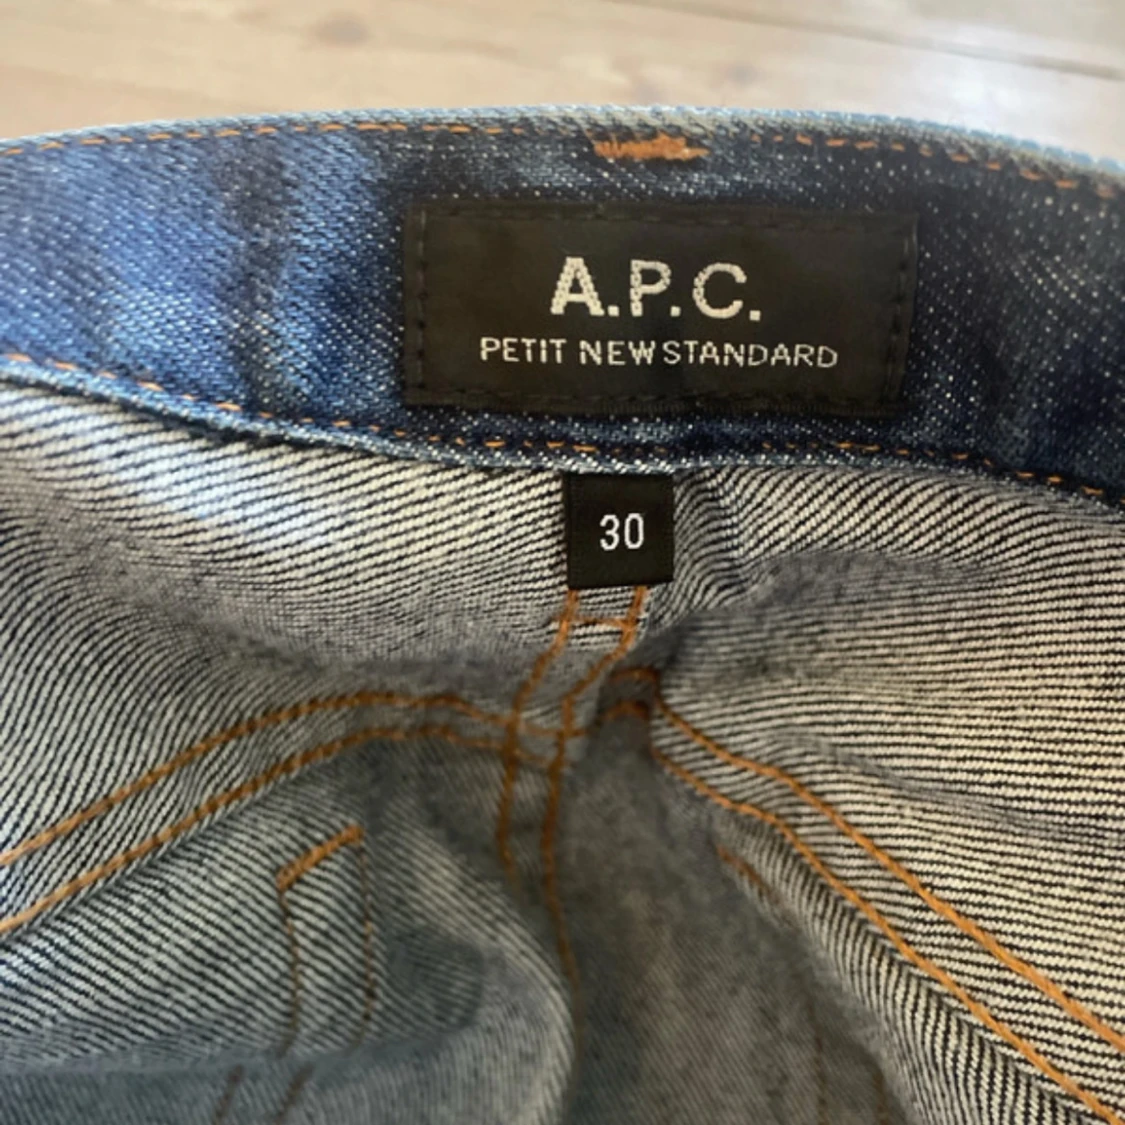 A.P.C.
PETIT NEW STANDARD
30